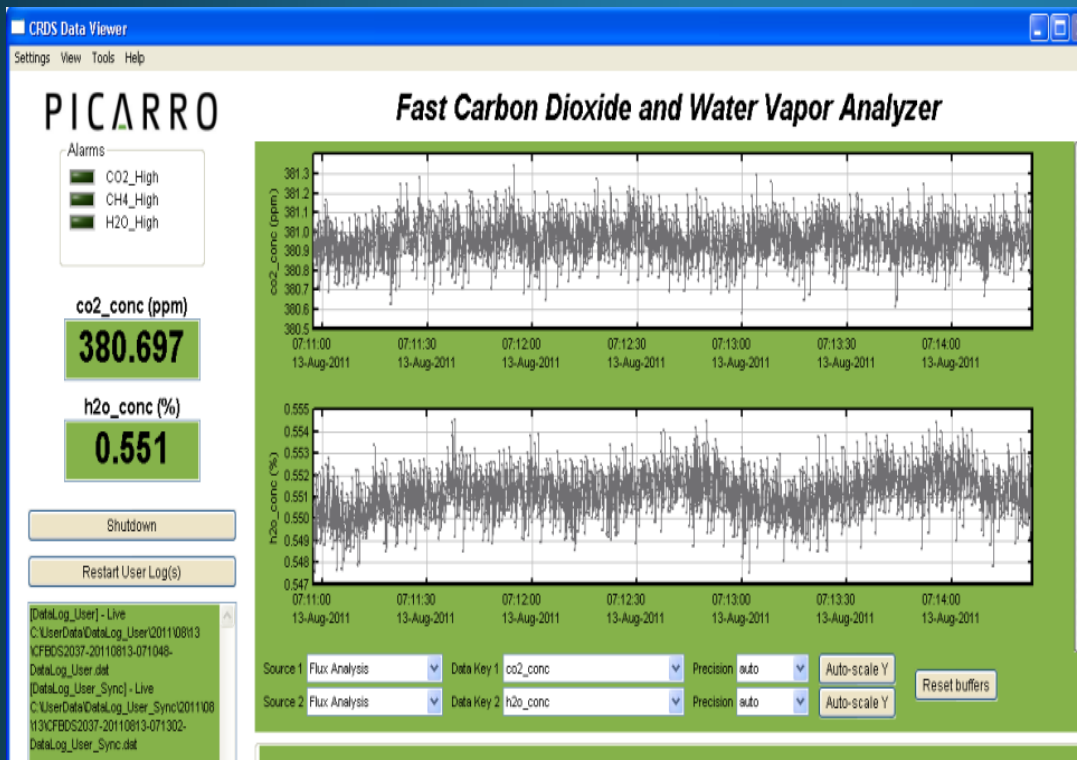 CRDS Data Viewer
Settings View Tools Help
PICARRO
Fast Carbon Dioxide and Water Vapor Analyzer
Alarms
CO2_High
CH4_High
H2O_High
co2_conc (ppm)
380.697
h2o_conc (%)
0.551
Shutdown
Restart User Log(s)
[DataLog_User] - Live
C:\UserData\DataLog_User\2011\08\13
\CFBDS2037-20110813-071048-
DataLog_User.dat
[DataLog_User_Sync] - Live
C:\UserData\DataLog_User_Sync\2011\08
\13\CFBDS2037-20110813-071302-
DataLog_User_Sync.dat
co2_conc (ppm)
381.3
381.2
381.1
381.0
380.9
380.8
380.7
380.6
380.5
07:11:00 07:11:30 07:12:00 07:12:30 07:13:00 07:13:30 07:14:00
13-Aug-2011 13-Aug-2011 13-Aug-2011 13-Aug-2011 13-Aug-2011 13-Aug-2011 13-Aug-2011
h2o_conc (%)
0.555
0.554
0.553
0.552
0.551
0.550
0.549
0.548
0.547
07:11:00 07:11:30 07:12:00 07:12:30 07:13:00 07:13:30 07:14:00
13-Aug-2011 13-Aug-2011 13-Aug-2011 13-Aug-2011 13-Aug-2011 13-Aug-2011 13-Aug-2011
Source 1 Flux Analysis Data Key 1 co2_conc Precision auto Auto-scale Y
Source 2 Flux Analysis Data Key 2 h2o_conc Precision auto Auto-scale Y
Reset buffers